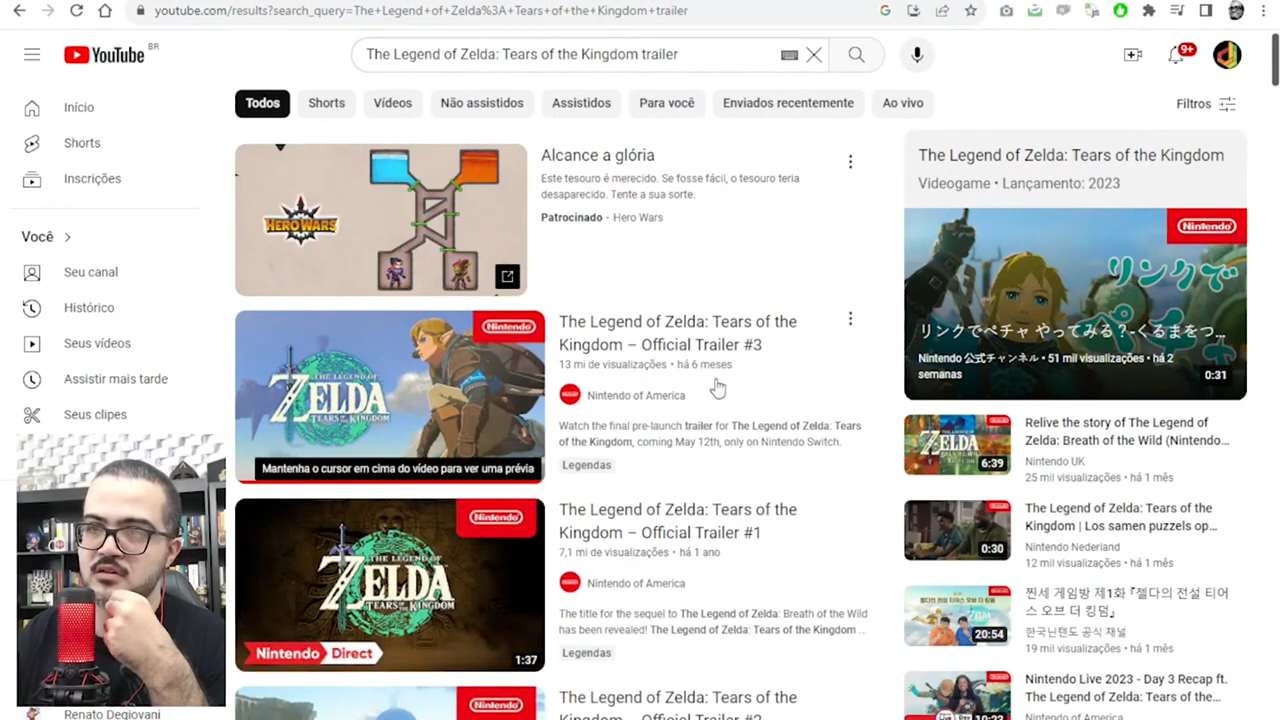 youtube.com/results?search_query=The+Legend+of+Zelda%3A+Tears+of+the+Kingdom+trailer
YouTube BR
The Legend of Zelda: Tears of the Kingdom trailer
9+
Todos
Shorts
Vídeos
Não assistidos
Assistidos
Para você
Enviados recentemente
Ao vivo
Filtros
Início
Shorts
Inscrições
Você
Seu canal
Histórico
Seus vídeos
Assistir mais tarde
Seus clipes
Renato Degiovani
HERO WARS
Alcance a glória
Este tesouro é merecido. Se fosse fácil, o tesouro teria
desaparecido. Tente a sua sorte.
Patrocinado · Hero Wars
Nintendo
THE LEGEND OF
ZELDA
TEARS OF THE KINGDOM
Mantenha o cursor em cima do vídeo para ver uma prévia
The Legend of Zelda: Tears of the
Kingdom – Official Trailer #3
13 mi de visualizações • há 6 meses
Nintendo of America
Watch the final pre-launch trailer for The Legend of Zelda: Tears
of the Kingdom, coming May 12th, only on Nintendo Switch.
Legendas
Nintendo
THE LEGEND OF
ZELDA
TEARS OF THE KINGDOM
Nintendo Direct
1:37
The Legend of Zelda: Tears of the
Kingdom – Official Trailer #1
7,1 mi de visualizações • há 1 ano
Nintendo of America
The title for the sequel to The Legend of Zelda: Breath of the Wild
has been revealed! The Legend of Zelda: Tears of the Kingdom ...
Legendas
Nintendo
The Legend of Zelda: Tears of the
The Legend of Zelda: Tears of the Kingdom
Videogame • Lançamento: 2023
Nintendo
リンクで
リンクでペチャ やってみる？-くるまをつ...
Nintendo 公式チャンネル • 51 mil visualizações • há 2
semanas
0:31
ZELDA
6:39
Relive the story of The Legend of
Zelda: Breath of the Wild (Nintendo...
Nintendo UK
25 mil visualizações • há 1 mês
0:30
The Legend of Zelda: Tears of the
Kingdom | Los samen puzzels op...
Nintendo Nederland
12 mil visualizações • há 1 mês
20:54
찐세 게임방 제1화 『젤다의 전설 티어
스 오브 더 킹덤』
한국닌텐도 공식 채널
19 mil visualizações • há 1 mês
Nintendo Live 2023 - Day 3 Recap ft.
The Legend of Zelda: Tears of the...
Nintendo of America